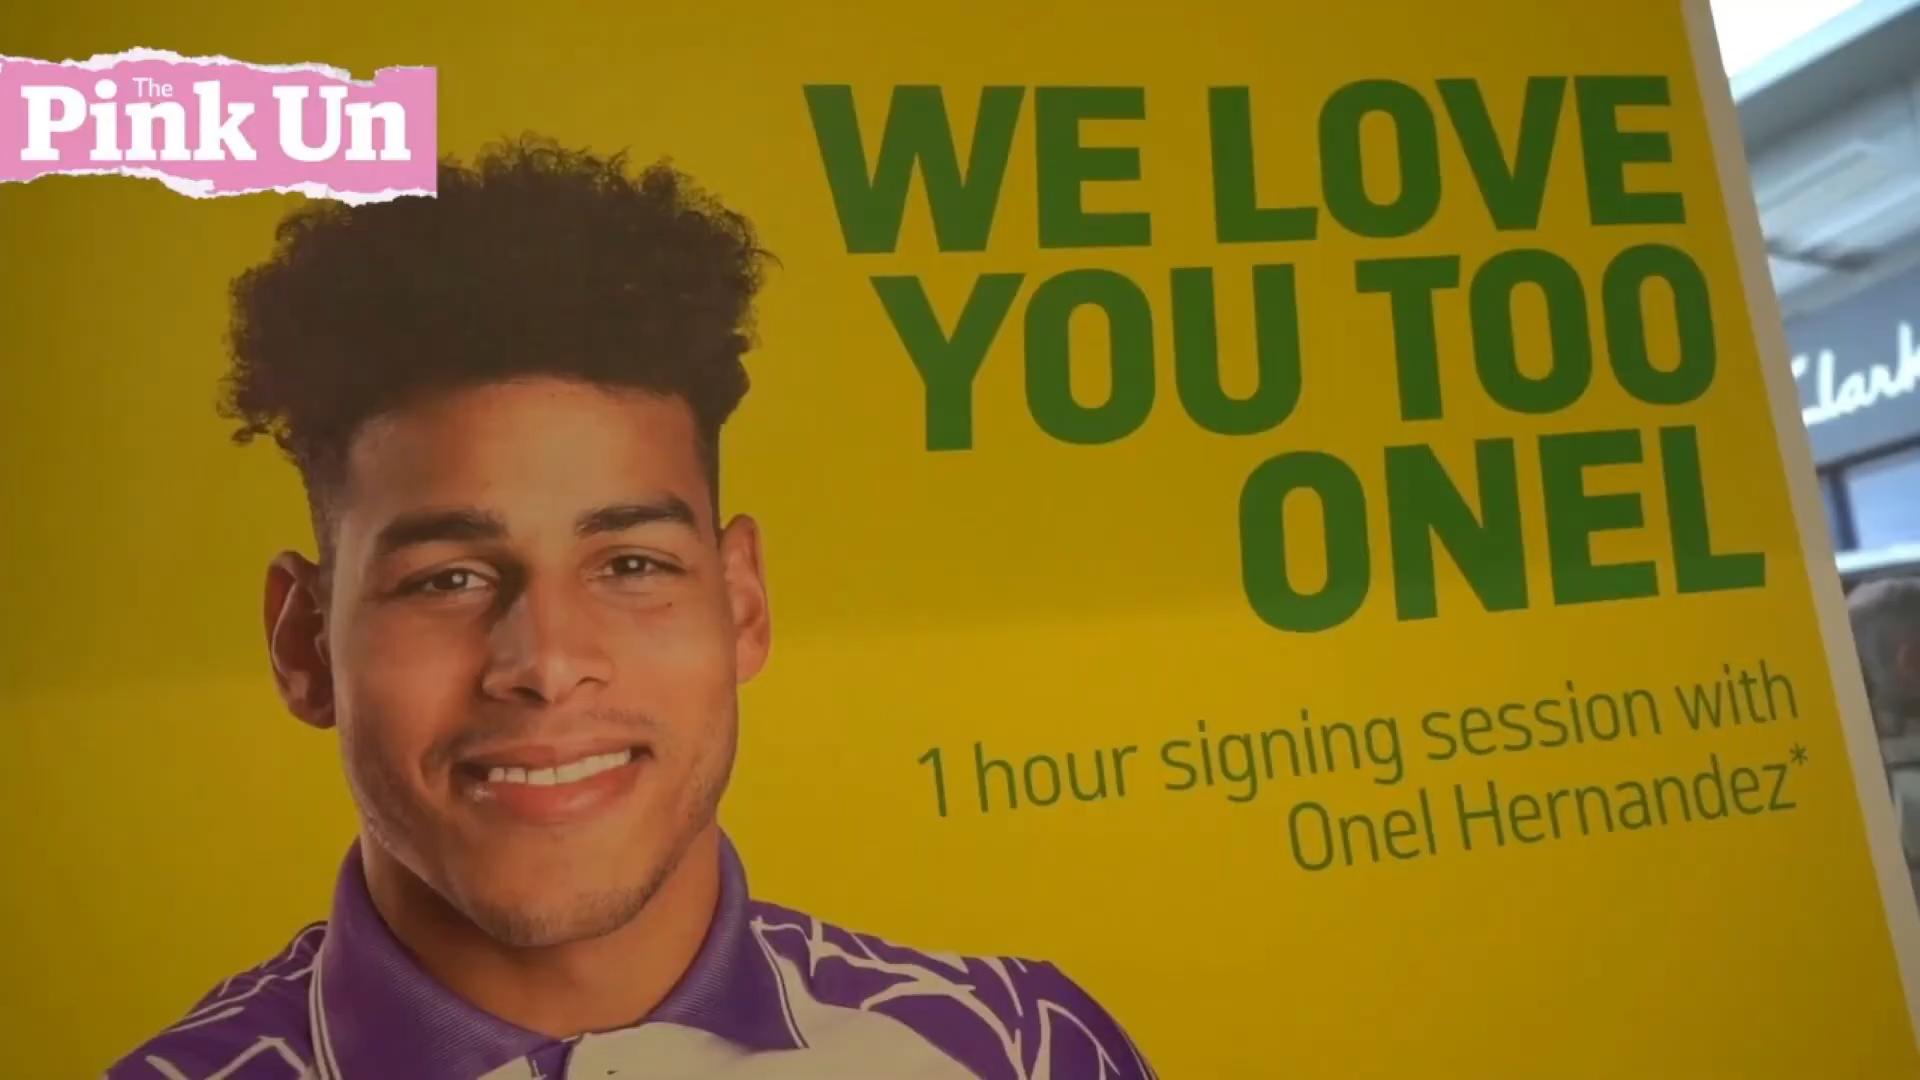 The
Pink Un
WE LOVE
YOU TOO
ONEL
1 hour signing session with
Onel Hernandez*